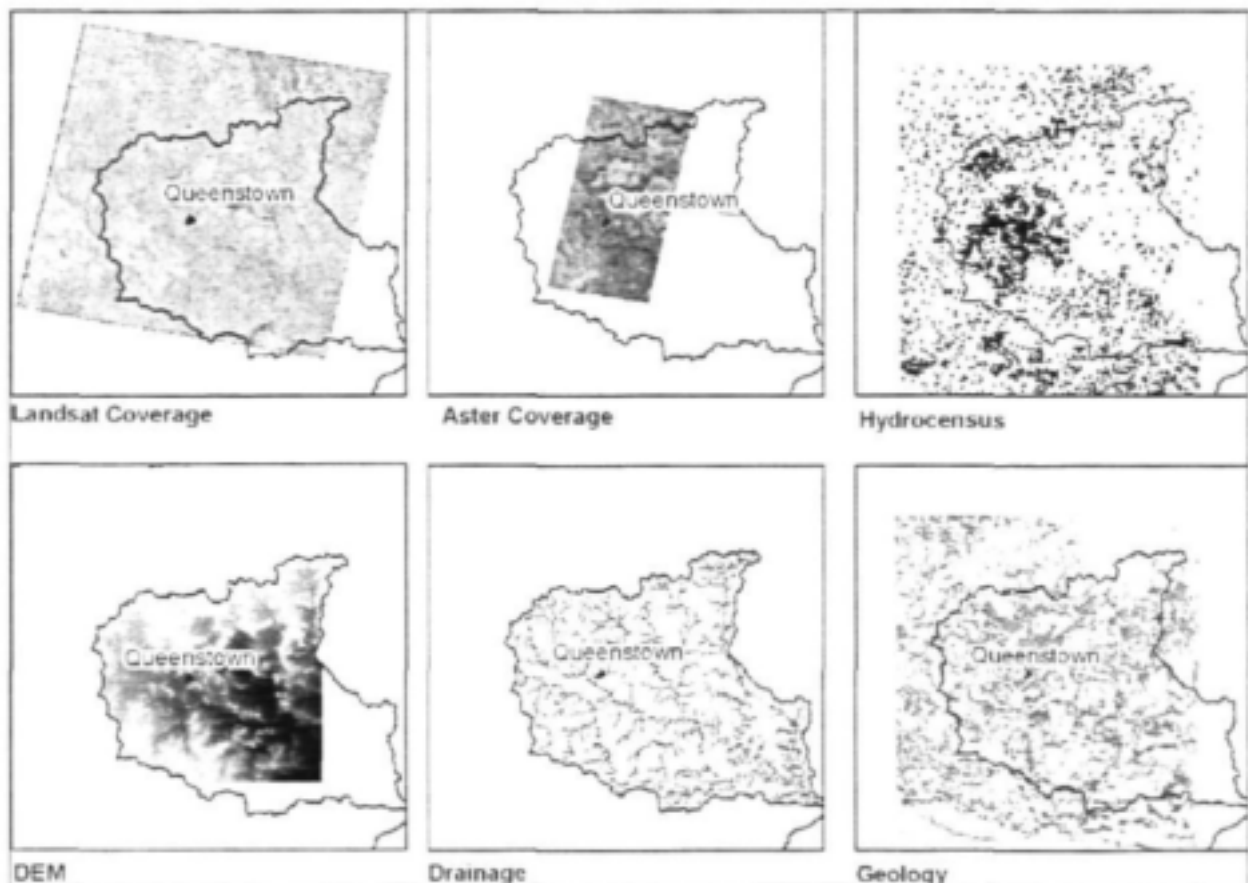 Queenstown
Queenstown
Landsat Coverage
Aster Coverage
Hydrocensus
Queenstown
Queenstown
Queenstown
DEM
Drainage
Geology